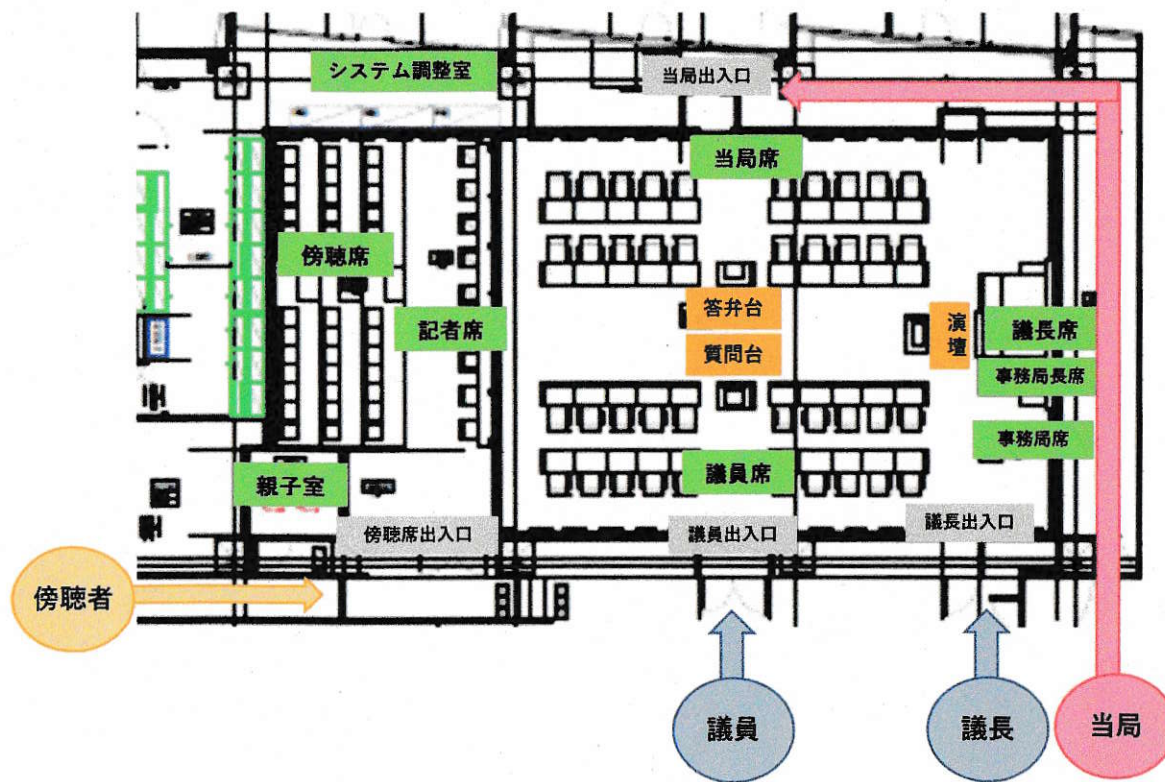 システム調整室
当局出入口
当局席
傍聴席
記者席
答弁台
質問台
演壇
議長席
事務局長席
事務局席
親子室
議員席
傍聴席出入口
議員出入口
議長出入口
傍聴者
議員
議長
当局